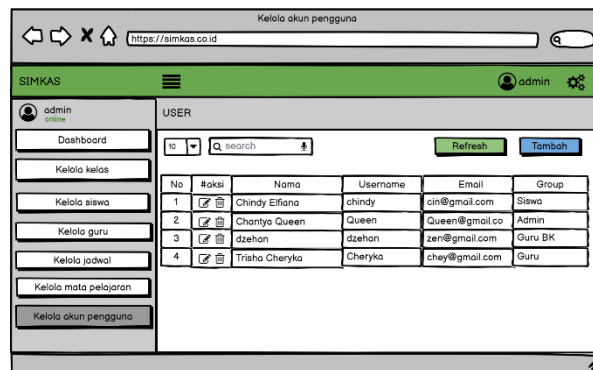 Kelola akun pengguna
https://simkas.co.id
SIMKAS
admin
admin
online
USER
Dashboard
Kelola kelas
Kelola siswa
Kelola guru
Kelola jadwal
Kelola mata pelajaran
Kelola akun pengguna
10 search Refresh Tambah
No #aksi Nama Username Email Group
1 Chindy Elfiana chindy cin@gmail.com Siswa
2 Chantya Queen Queen Queen@gmail.co Admin
3 dzehan dzehan zen@gmail.com Guru BK
4 Trisha Cheryka Cheryka chey@gmail.com Guru